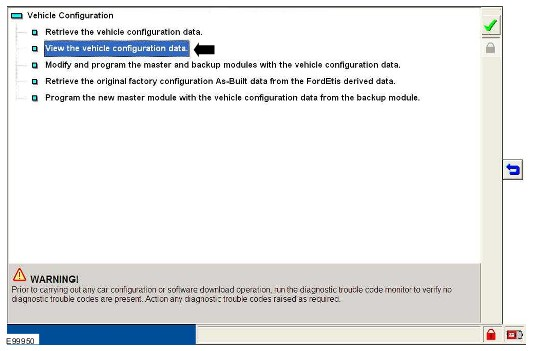 Vehicle Configuration
Retrieve the vehicle configuration data.
View the vehicle configuration data.
Modify and program the master and backup modules with the vehicle configuration data.
Retrieve the original factory configuration As-Built data from the FordEtis derived data.
Program the new master module with the vehicle configuration data from the backup module.
WARNING!
Prior to carrying out any car configuration or software download operation, run the diagnostic trouble code monitor to verify no
diagnostic trouble codes are present. Action any diagnostic trouble codes raised as required.
E99950